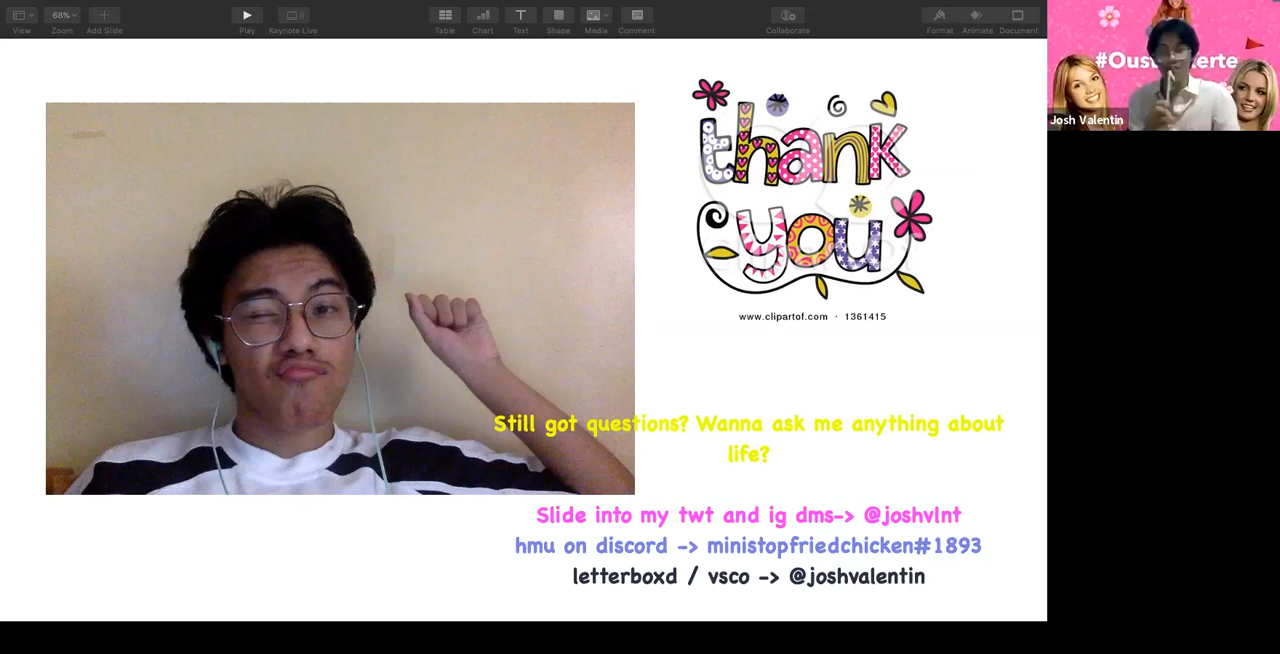 View
68%
Zoom
Add Slide
Play
Keynote Live
Table
Chart
Text
Shape
Media
Comment
Collaborate
Format
Animate
Document
Josh Valentin
thank
you
www.clipartof.com · 1361415
Still got questions? Wanna ask me anything about
life?
Slide into my twt and ig dms-> @joshvlnt
hmu on discord -> ministopfriedchicken#1893
letterboxd / vsco -> @joshvalentin